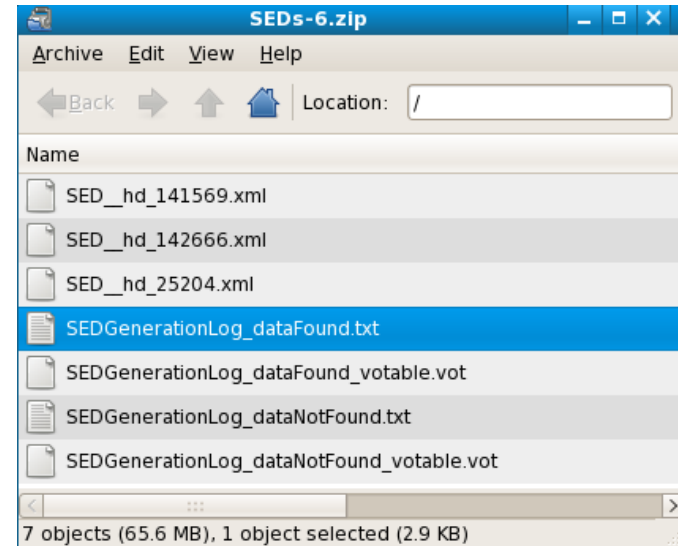 SEDs-6.zip
Archive Edit View Help
Back Location: /
Name
SED__hd_141569.xml
SED__hd_142666.xml
SED__hd_25204.xml
SEDGenerationLog_dataFound.txt
SEDGenerationLog_dataFound_votable.vot
SEDGenerationLog_dataNotFound.txt
SEDGenerationLog_dataNotFound_votable.vot
7 objects (65.6 MB), 1 object selected (2.9 KB)